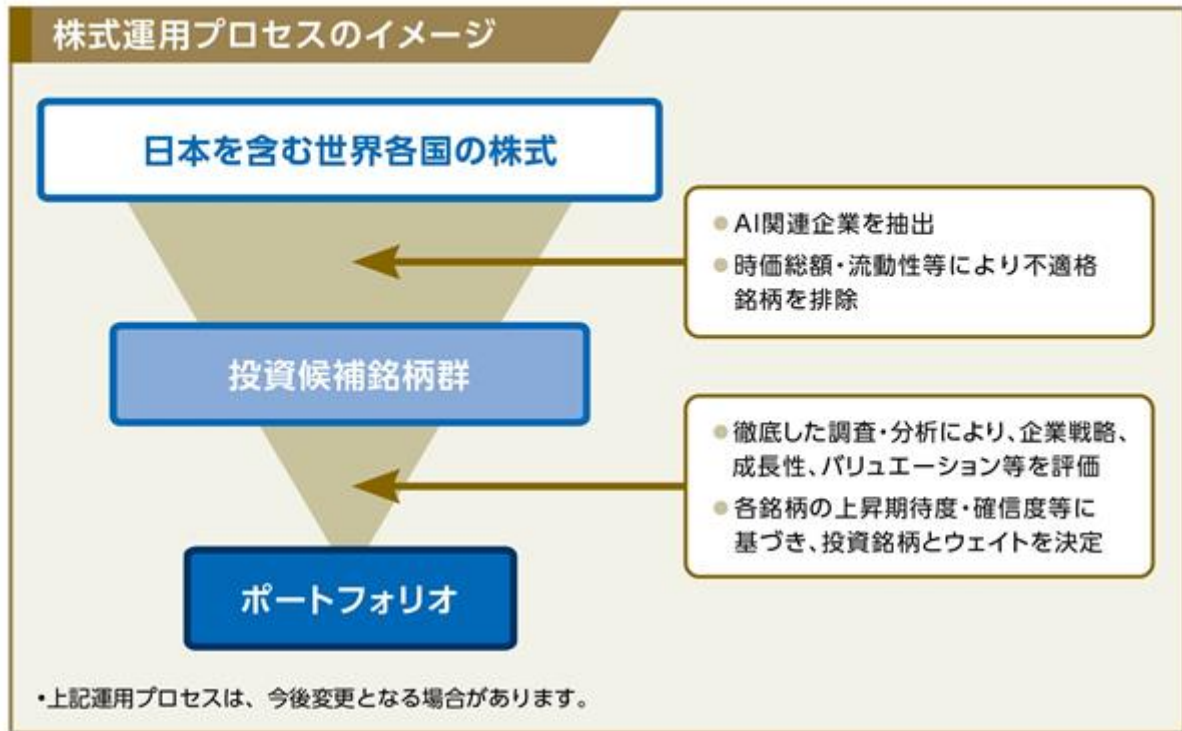 株式運用プロセスのイメージ
日本を含む世界各国の株式
●AI関連企業を抽出
●時価総額・流動性等により不適格
銘柄を排除
投資候補銘柄群
●徹底した調査・分析により、企業戦略、
成長性、バリュエーション等を評価
●各銘柄の上昇期待度・確信度等に
基づき、投資銘柄とウェイトを決定
ポートフォリオ
•上記運用プロセスは、今後変更となる場合があります。